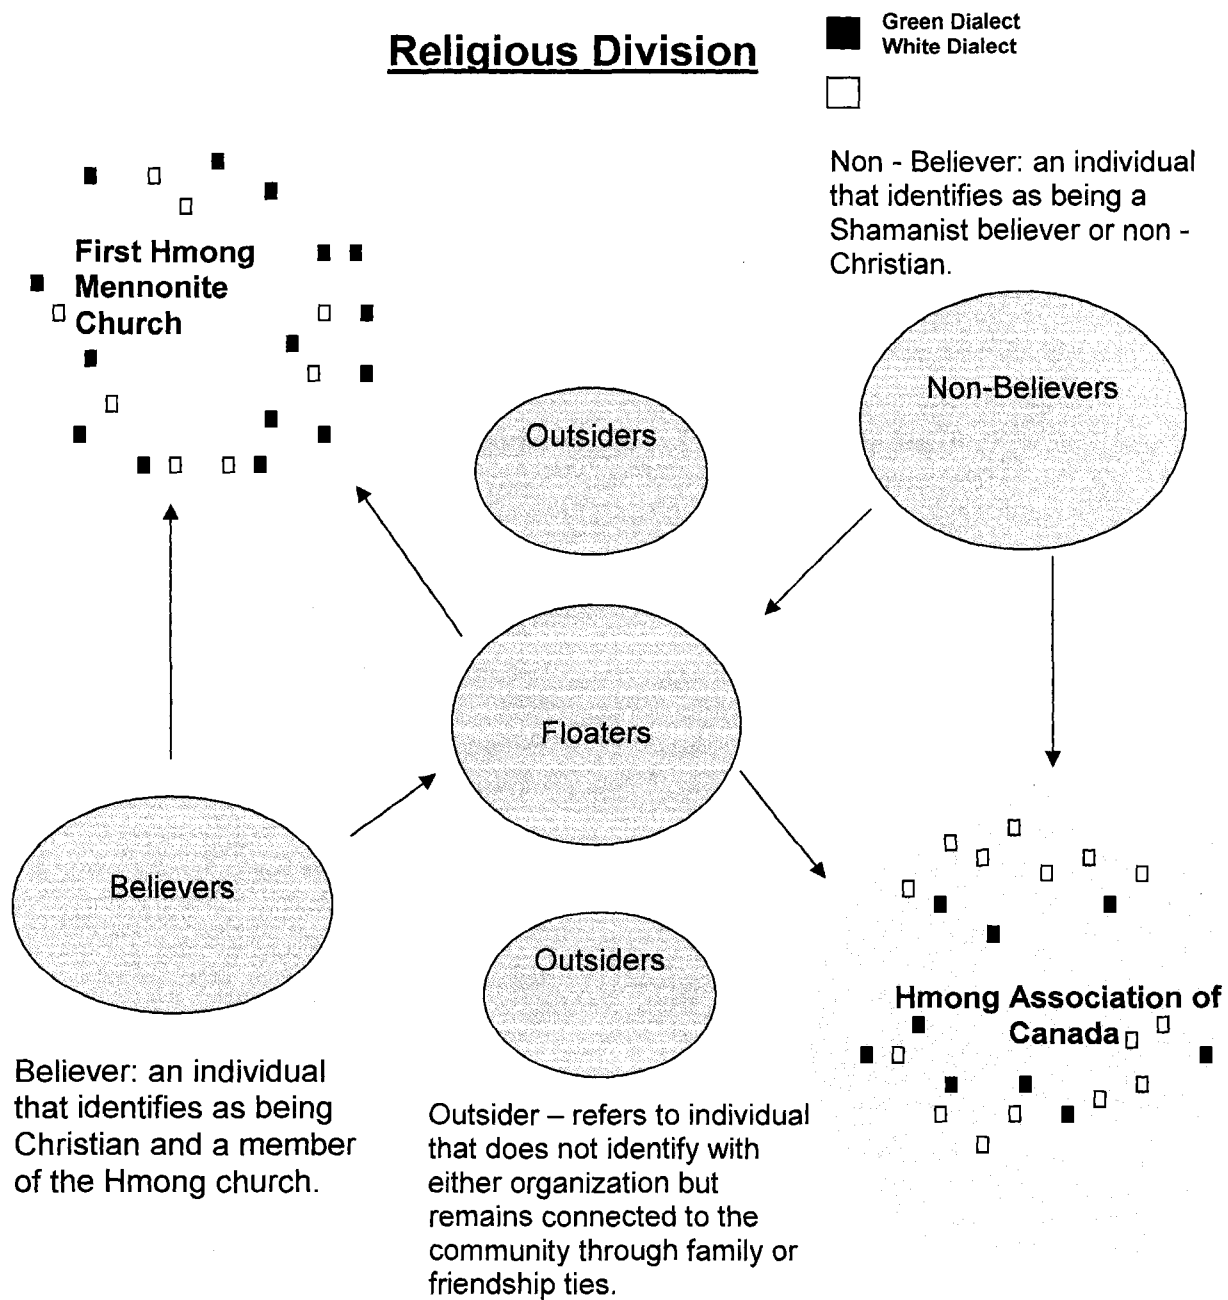 Religious Division
Green Dialect
White Dialect
Non - Believer: an individual
that identifies as being a
Shamanist believer or non -
Christian.
First Hmong
Mennonite
Church
Non-Believers
Outsiders
Floaters
Believers
Outsiders
Hmong Association of
Canada
Believer: an individual
that identifies as being
Christian and a member
of the Hmong church.
Outsider – refers to individual
that does not identify with
either organization but
remains connected to the
community through family or
friendship ties.